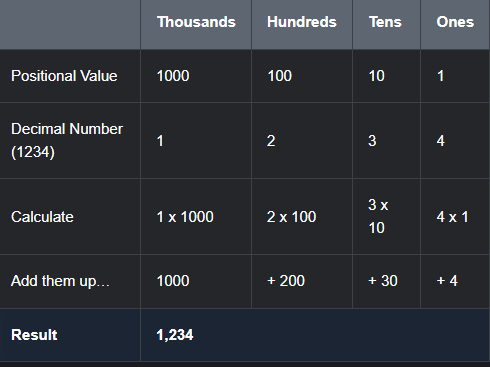 Thousands Hundreds Tens Ones
Positional Value 1000 100 10 1
Decimal Number
(1234) 1 2 3 4
Calculate 1 x 1000 2 x 100 3 x
10 4 x 1
Add them up… 1000 + 200 + 30 + 4
Result 1,234